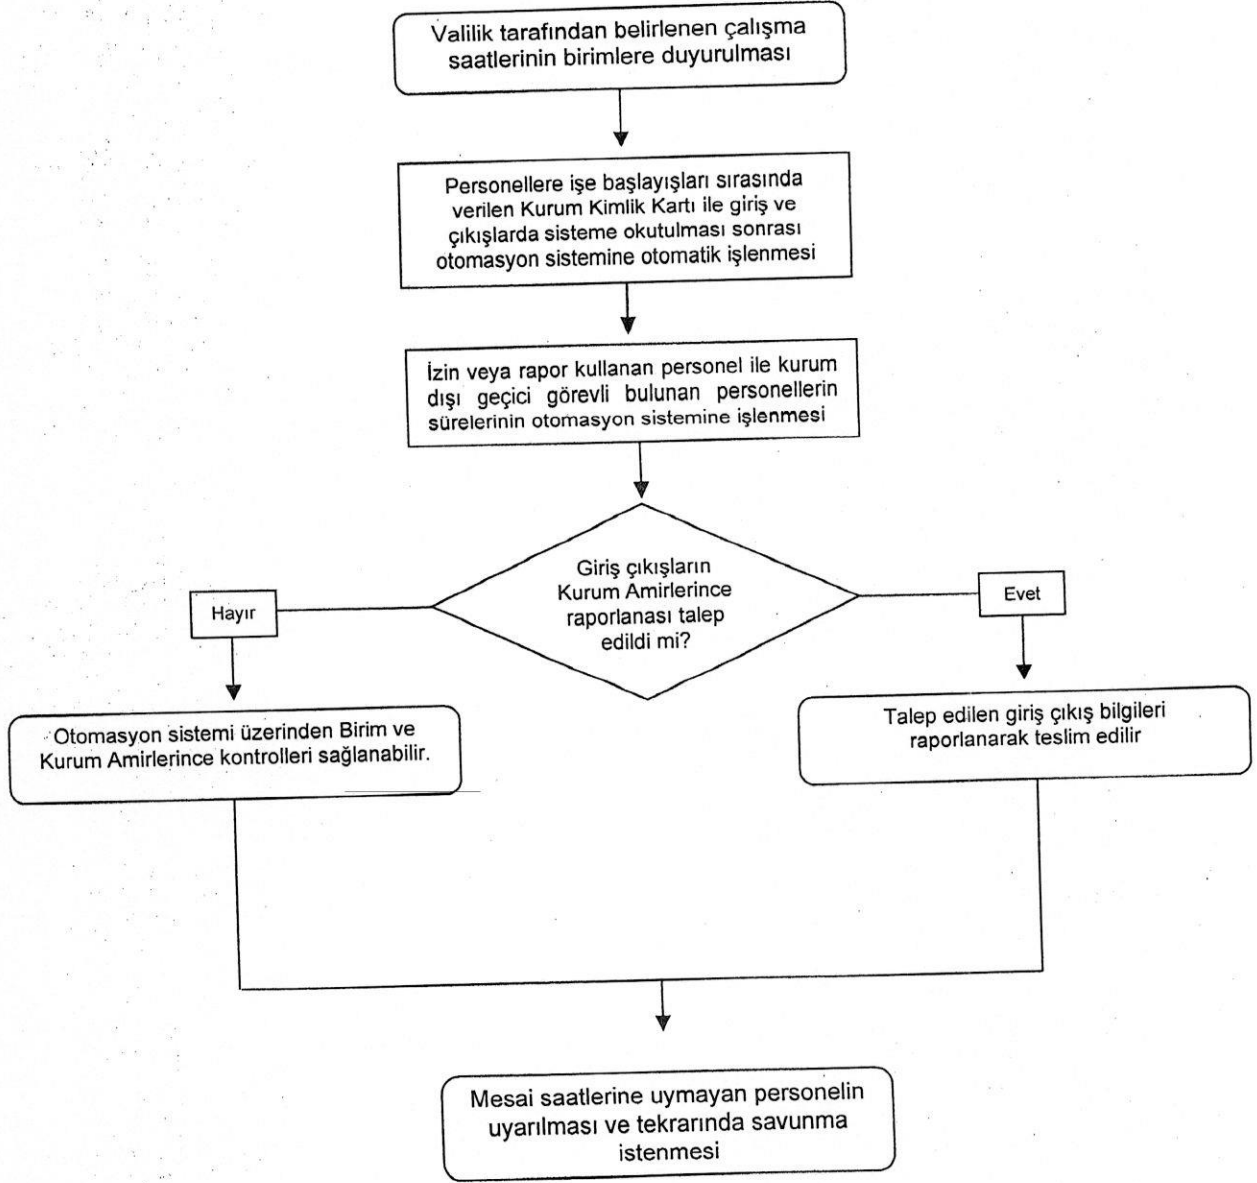 Valilik tarafından belirlenen çalışma
saatlerinin birimlere duyurulması
Personellere işe başlayışları sırasında
verilen Kurum Kimlik Kartı ile giriş ve
çıkışlarda sisteme okutulması sonrası
otomasyon sistemine otomatik işlenmesi
İzin veya rapor kullanan personel ile kurum
dışı geçici görevli bulunan personellerin
sürelerinin otomasyon sistemine işlenmesi
Giriş çıkışların
Kurum Amirlerince
raporlanası talep
edildi mi?
Hayır
Evet
Otomasyon sistemi üzerinden Birim ve
Kurum Amirlerince kontrolleri sağlanabilir.
Talep edilen giriş çıkış bilgileri
raporlanarak teslim edilir
Mesai saatlerine uymayan personelin
uyarılması ve tekrarında savunma
istenmesi